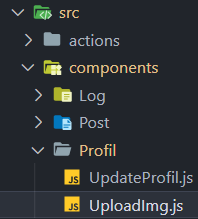 src
actions
components
Log
Post
Profil
UpdateProfil.js
UploadImg.js